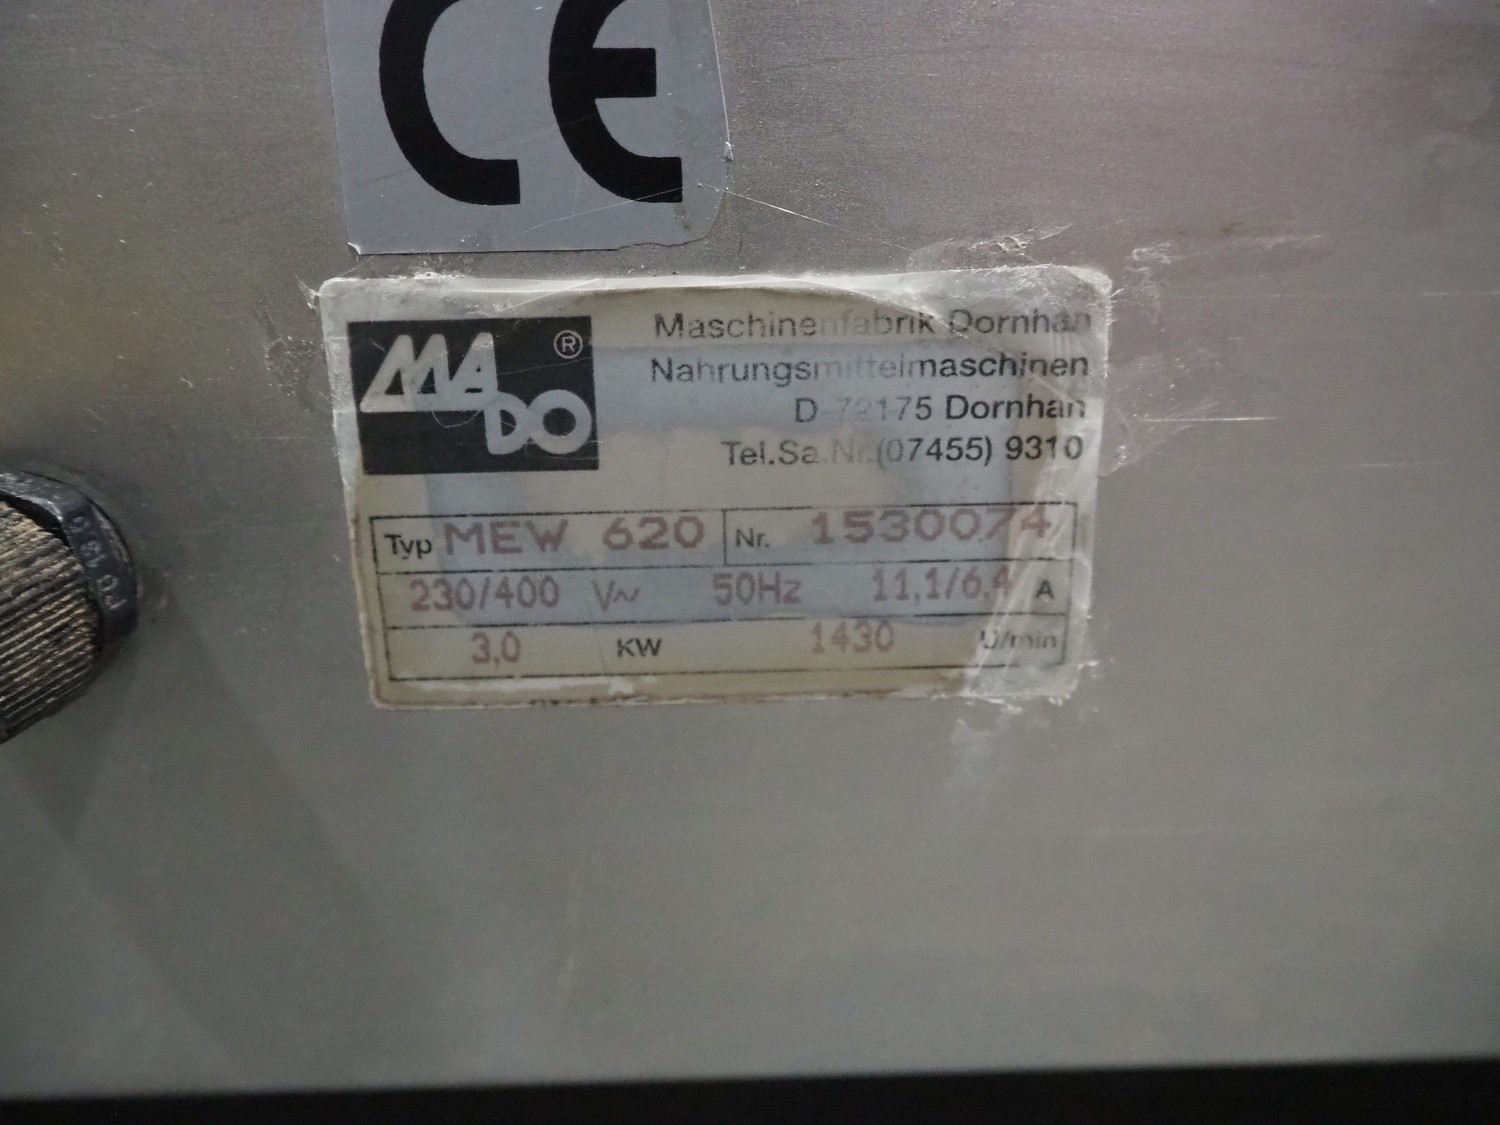 CE
MADO ®
Maschinenfabrik Dornhan
Nahrungsmittelmaschinen
D-72175 Dornhan
Tel.Sa.Nr.(07455) 9310
Typ MEW 620 Nr. 1530074
230/400 V~ 50Hz 11,1/6,4 A
3,0 KW 1430 U/min